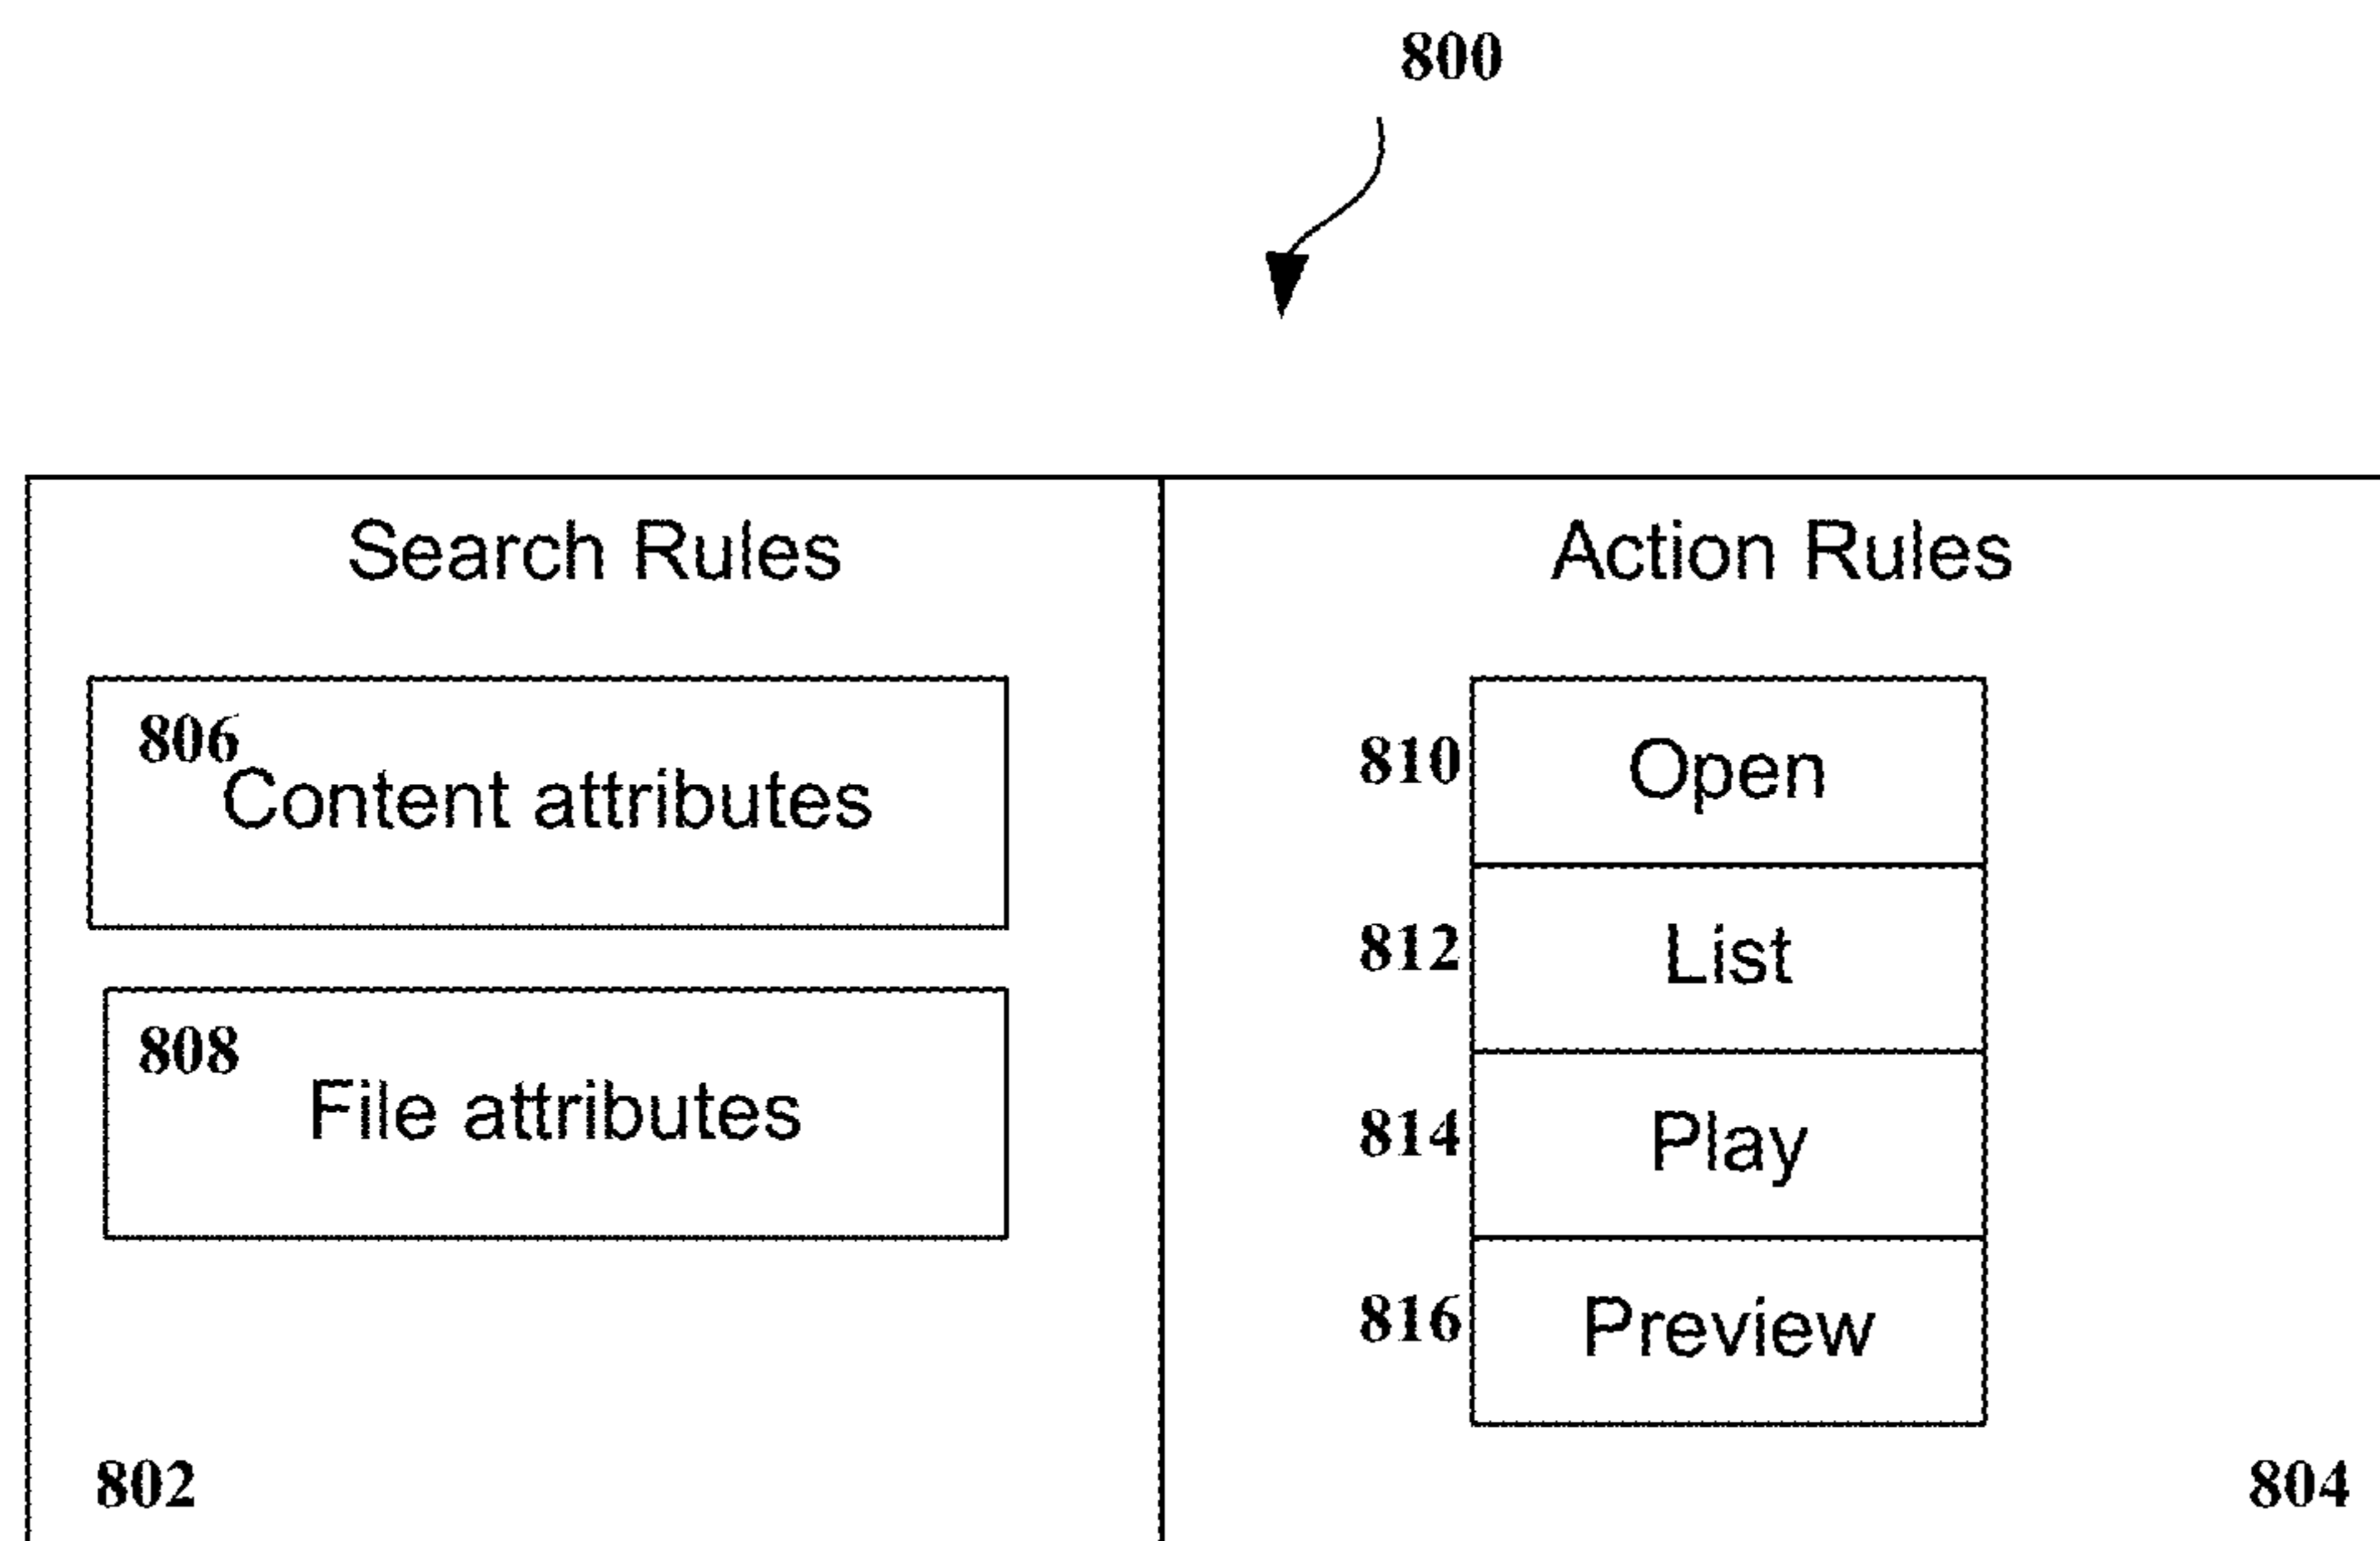 800
Search Rules
806
Content attributes
808
File attributes
802
Action Rules
810 Open
812 List
814 Play
816 Preview
804